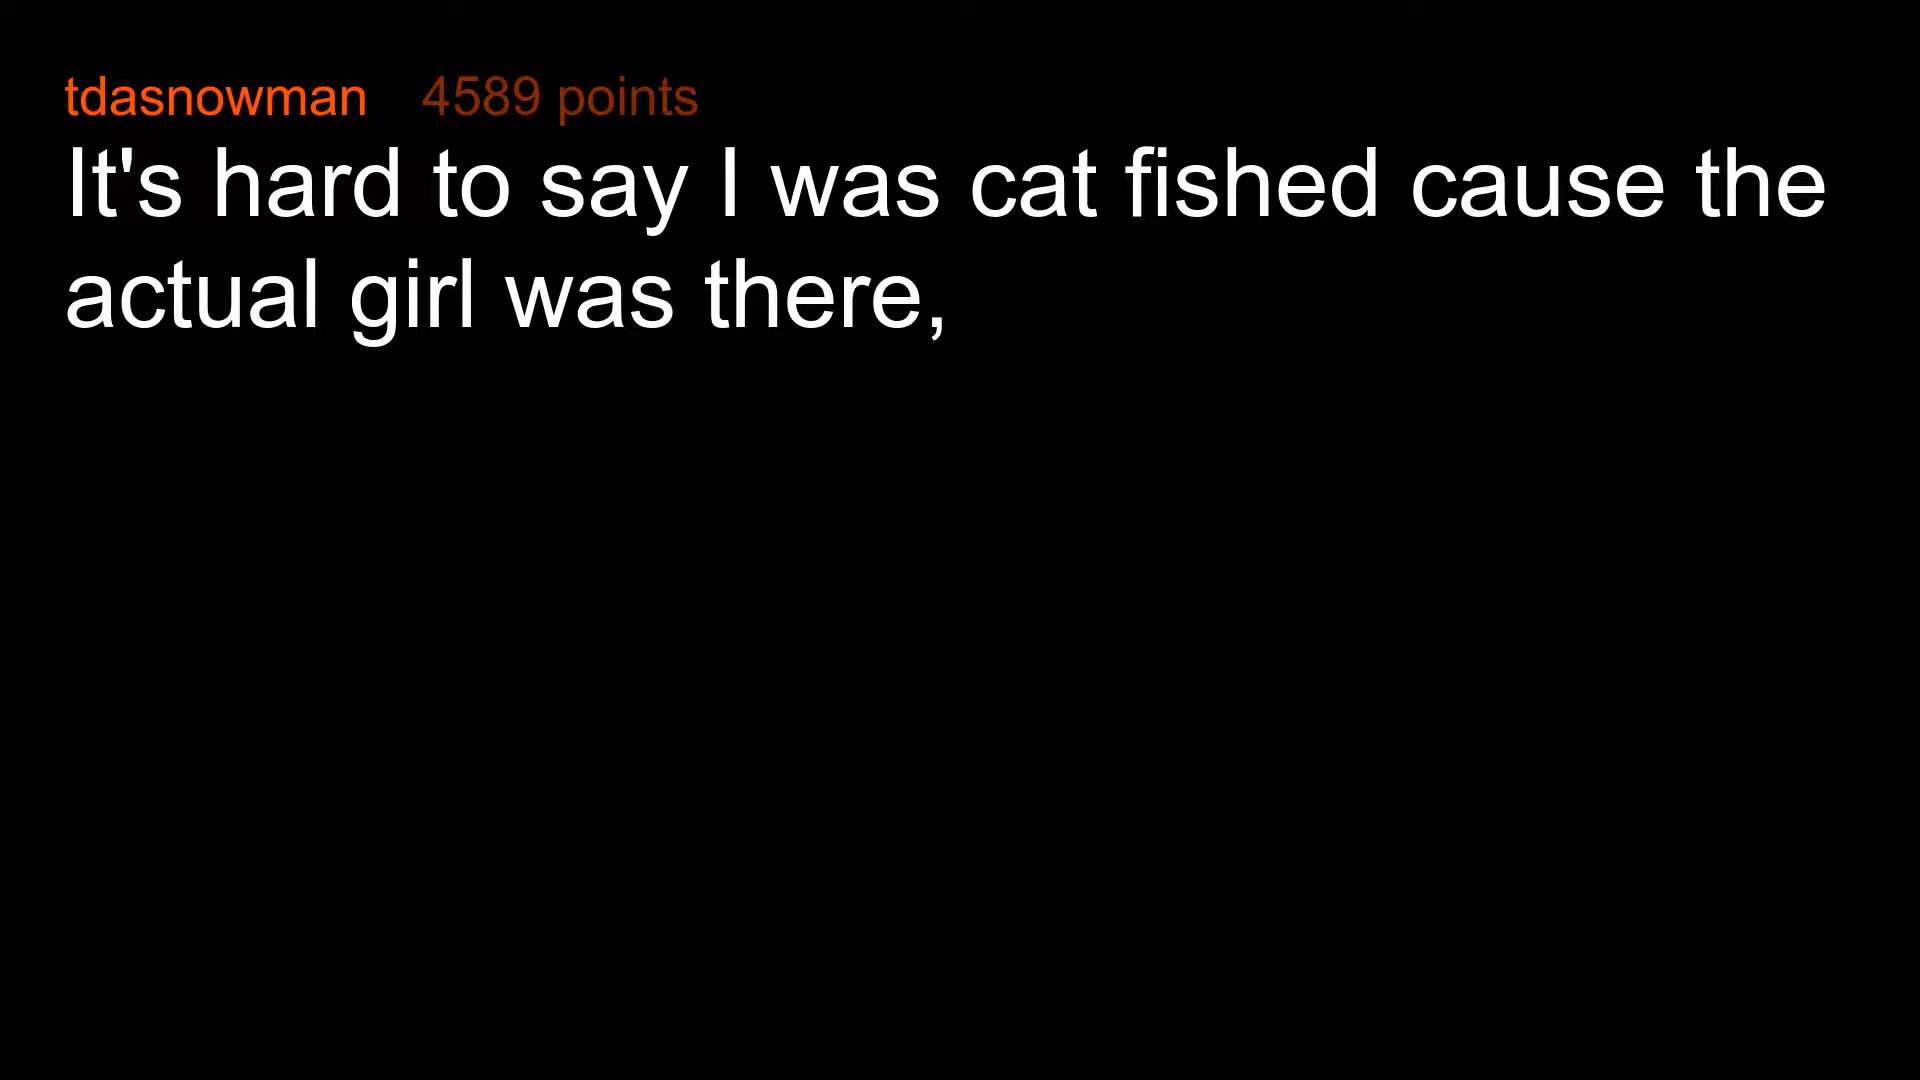 tdasnowman 4589 points
It's hard to say I was cat fished cause the
actual girl was there,